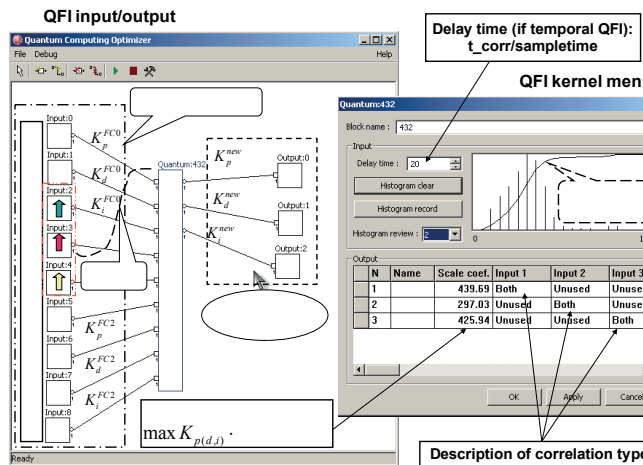 QFI input/output
Quantum Computing Optimizer
File Debug Help
Input:0
Input:1
Input:2
Input:3
Input:4
Input:5
Input:6
Input:7
Input:8
K_p^{FC0}
K_d^{FC0}
K_i^{FC0}
K_p^{FC2}
K_d^{FC2}
K_i^{FC2}
Quantum:432
K_p^{new}
K_d^{new}
K_i^{new}
Output:0
Output:1
Output:2
max K_{p(d,i)} .
Ready
Delay time (if temporal QFI):
t_corr/sampletime
QFI kernel menu
Quantum:432
Block name : 432
Input
Delay time : 20
Histogram clear
Histogram record
Histogram review : 2
0 1
Output
N Name Scale coef. Input 1 Input 2 Input 3
1 439.69 Both Unused Unuse
2 297.03 Unused Both Unuse
3 425.94 Unused Unused Both
OK Apply Cancel
Description of correlation type